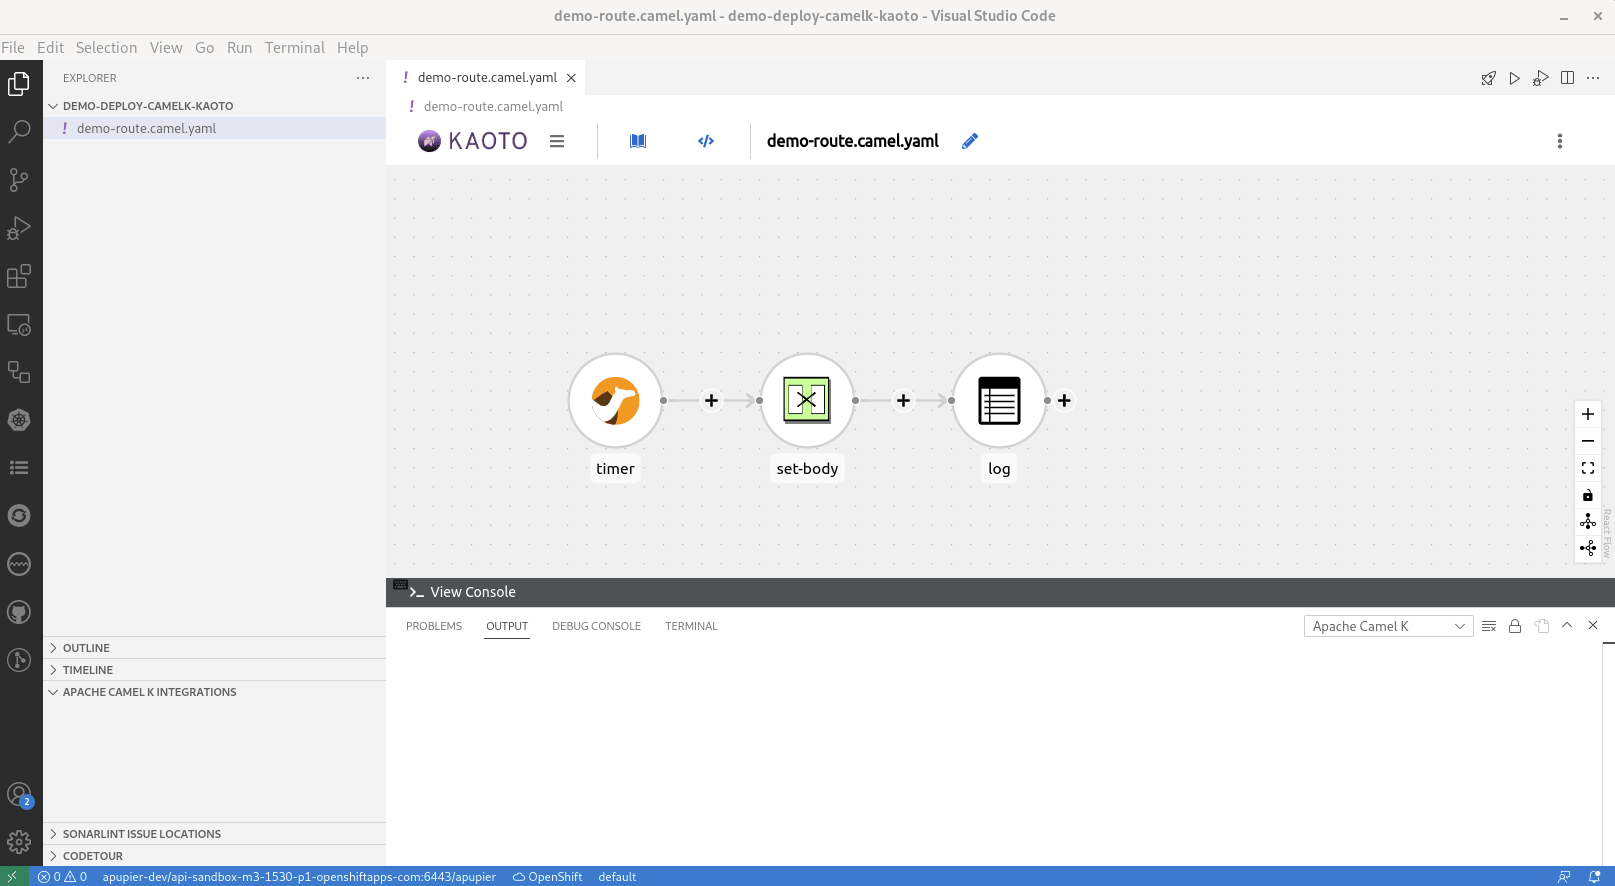 demo-route.camel.yaml - demo-deploy-camelk-kaoto - Visual Studio Code
File Edit Selection View Go Run Terminal Help
EXPLORER
DEMO-DEPLOY-CAMELK-KAOTO
! demo-route.camel.yaml
OUTLINE
TIMELINE
APACHE CAMEL K INTEGRATIONS
SONARLINT ISSUE LOCATIONS
CODETOUR
2
! demo-route.camel.yaml
! demo-route.camel.yaml
KAOTO
demo-route.camel.yaml
timer
set-body
log
React Flow
View Console
PROBLEMS OUTPUT DEBUG CONSOLE TERMINAL
Apache Camel K
0 0 apupier-dev/api-sandbox-m3-1530-p1-openshiftapps-com:6443/apupier OpenShift default